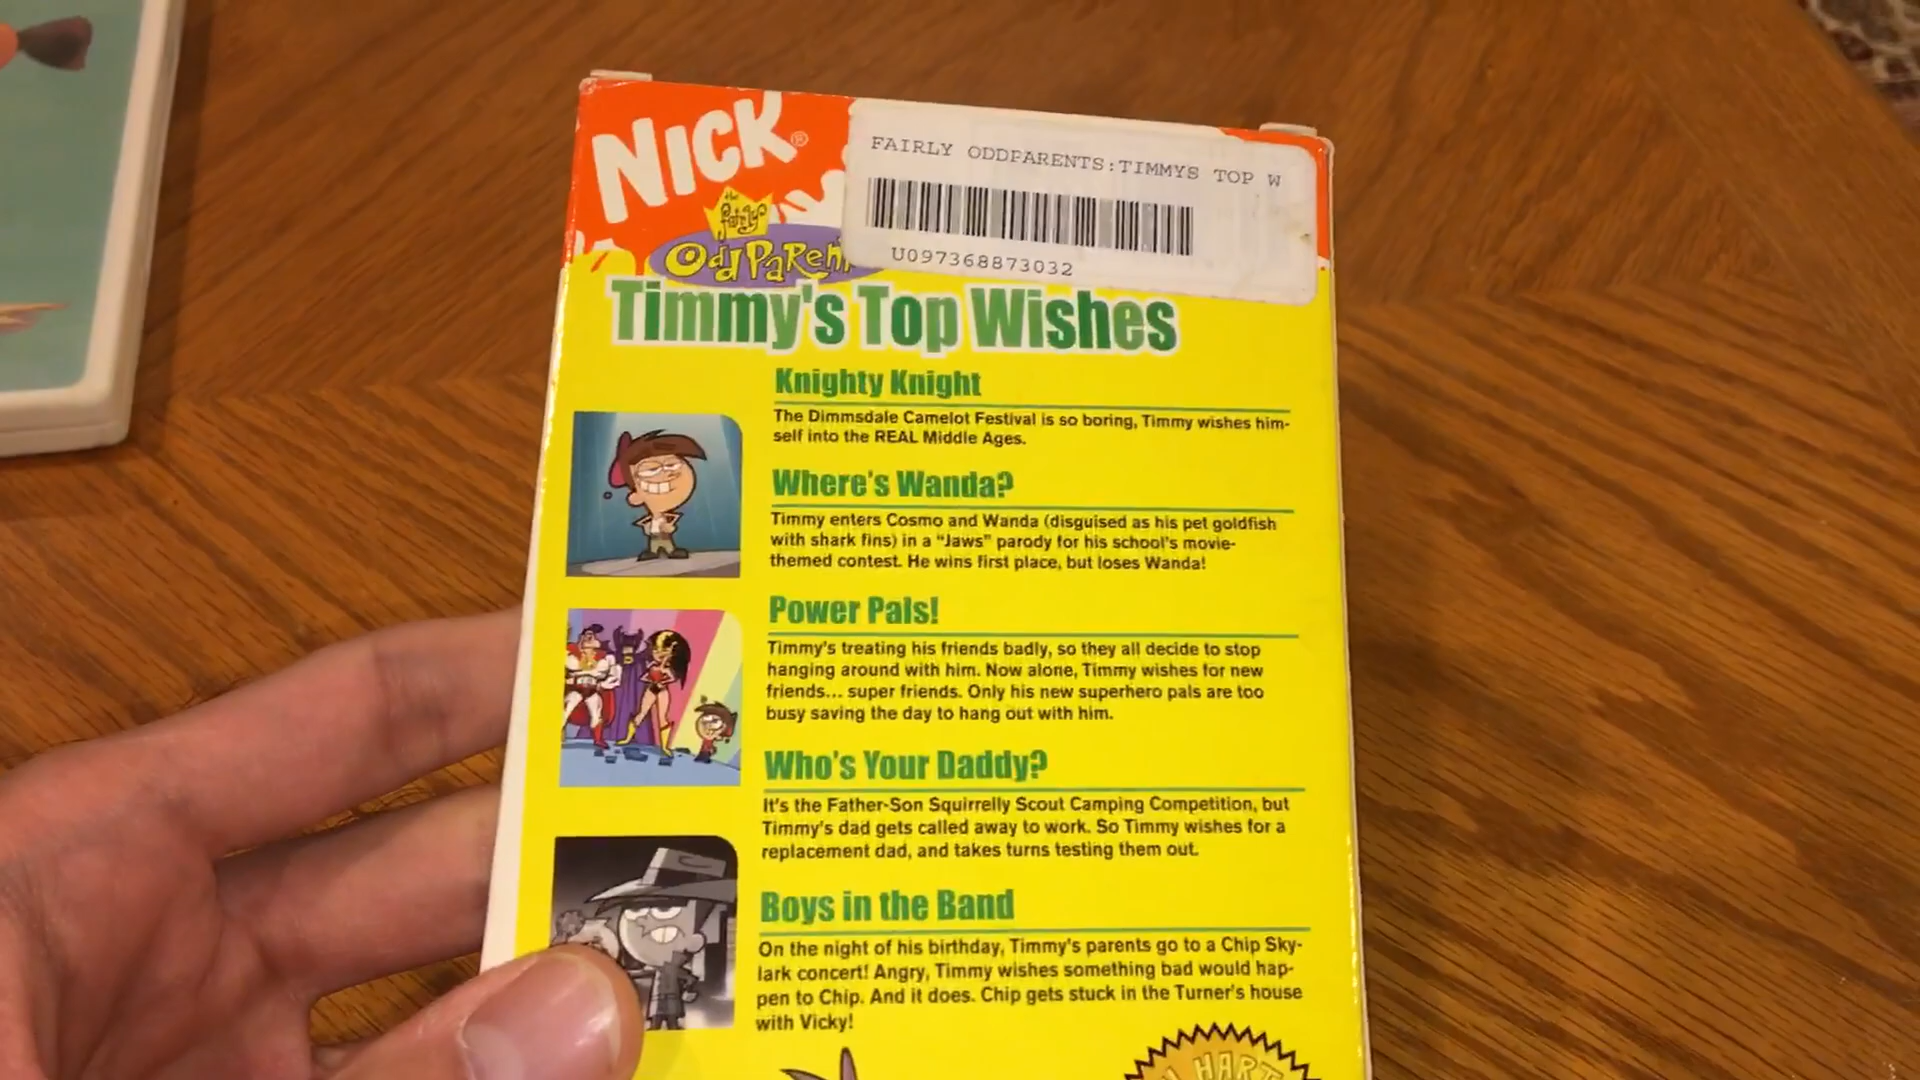 NICK®
FAIRLY ODDPARENTS:TIMMYS TOP W
U097368873032
the fairly
OddParen
Timmy's Top Wishes
Knighty Knight
The Dimmsdale Camelot Festival is so boring, Timmy wishes him-
self into the REAL Middle Ages.
Where's Wanda?
Timmy enters Cosmo and Wanda (disguised as his pet goldfish
with shark fins) in a "Jaws" parody for his school's movie-
themed contest. He wins first place, but loses Wanda!
Power Pals!
Timmy's treating his friends badly, so they all decide to stop
hanging around with him. Now alone, Timmy wishes for new
friends... super friends. Only his new superhero pals are too
busy saving the day to hang out with him.
Who's Your Daddy?
It's the Father-Son Squirrelly Scout Camping Competition, but
Timmy's dad gets called away to work. So Timmy wishes for a
replacement dad, and takes turns testing them out.
Boys in the Band
On the night of his birthday, Timmy's parents go to a Chip Sky-
lark concert! Angry, Timmy wishes something bad would hap-
pen to Chip. And it does. Chip gets stuck in the Turner's house
with Vicky!
HART